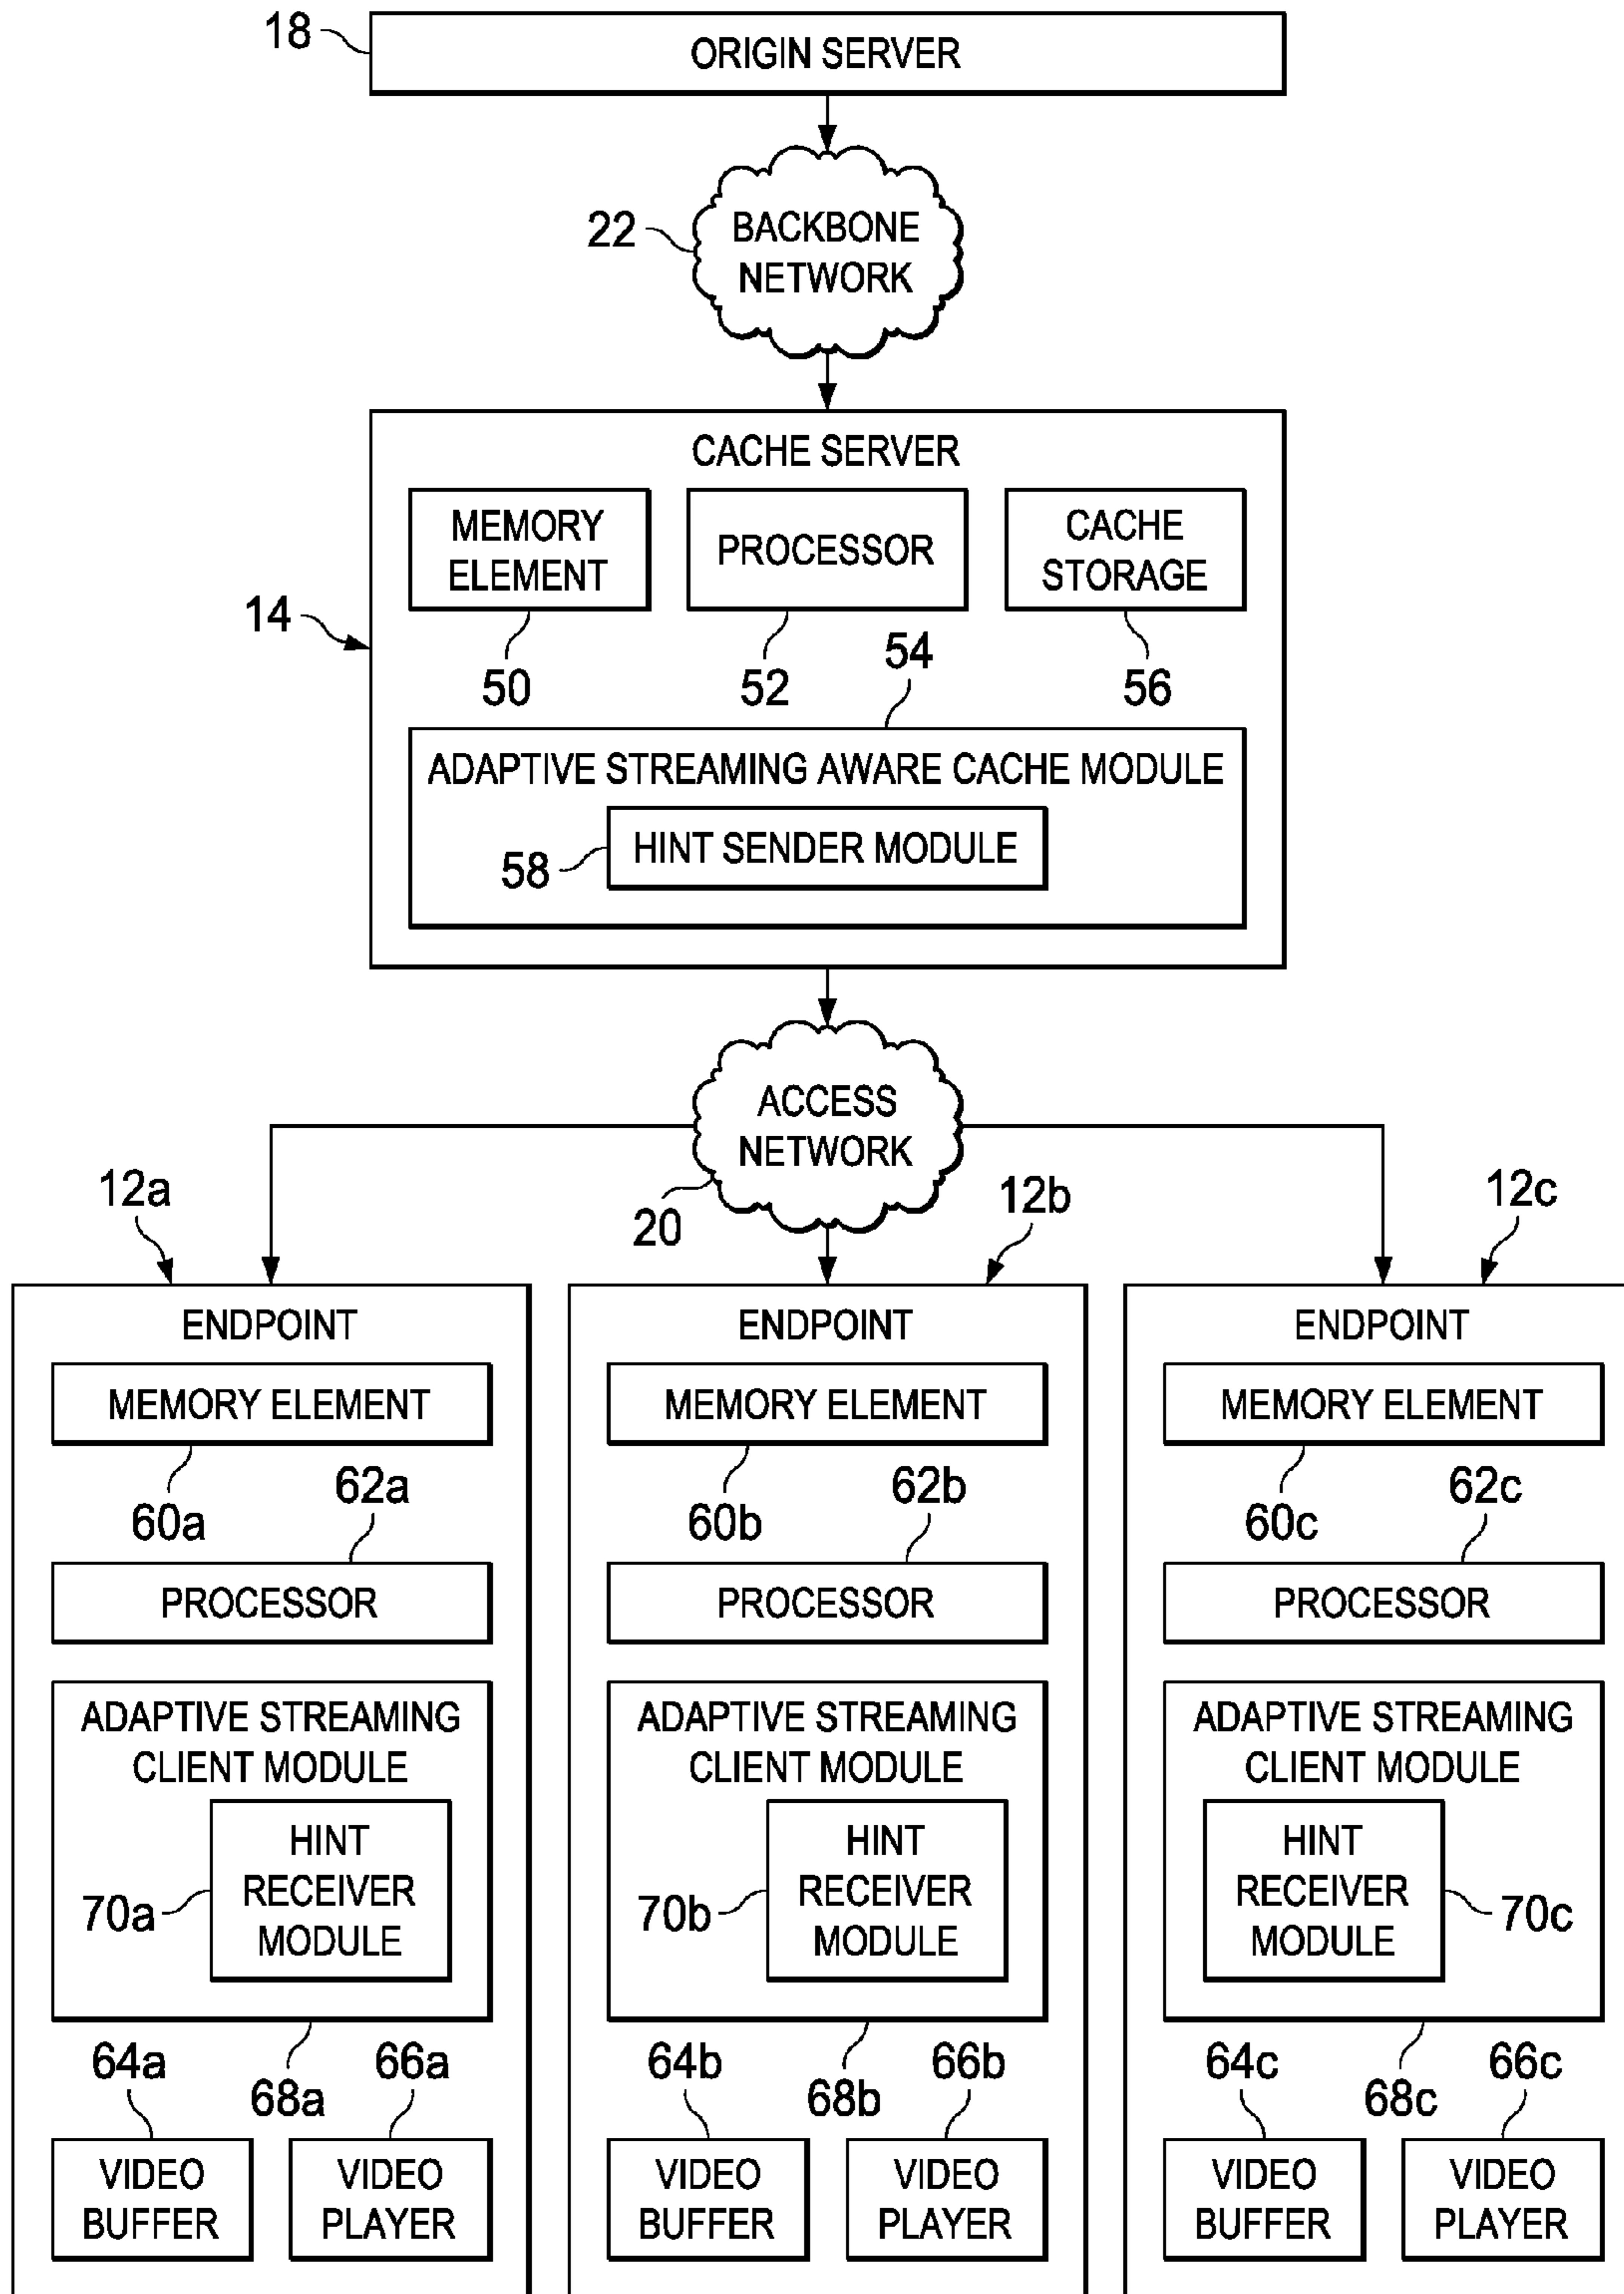 18
ORIGIN SERVER
22
BACKBONE
NETWORK
CACHE SERVER
MEMORY
ELEMENT
PROCESSOR
CACHE
STORAGE
14
50
52
54
56
ADAPTIVE STREAMING AWARE CACHE MODULE
58
HINT SENDER MODULE
ACCESS
NETWORK
20
12a
12b
12c
ENDPOINT
MEMORY ELEMENT
60a
62a
PROCESSOR
ADAPTIVE STREAMING
CLIENT MODULE
HINT
RECEIVER
MODULE
70a
64a
68a
66a
VIDEO
BUFFER
VIDEO
PLAYER
ENDPOINT
MEMORY ELEMENT
60b
62b
PROCESSOR
ADAPTIVE STREAMING
CLIENT MODULE
HINT
RECEIVER
MODULE
70b
64b
68b
66b
VIDEO
BUFFER
VIDEO
PLAYER
ENDPOINT
MEMORY ELEMENT
60c
62c
PROCESSOR
ADAPTIVE STREAMING
CLIENT MODULE
HINT
RECEIVER
MODULE
70c
64c
68c
66c
VIDEO
BUFFER
VIDEO
PLAYER